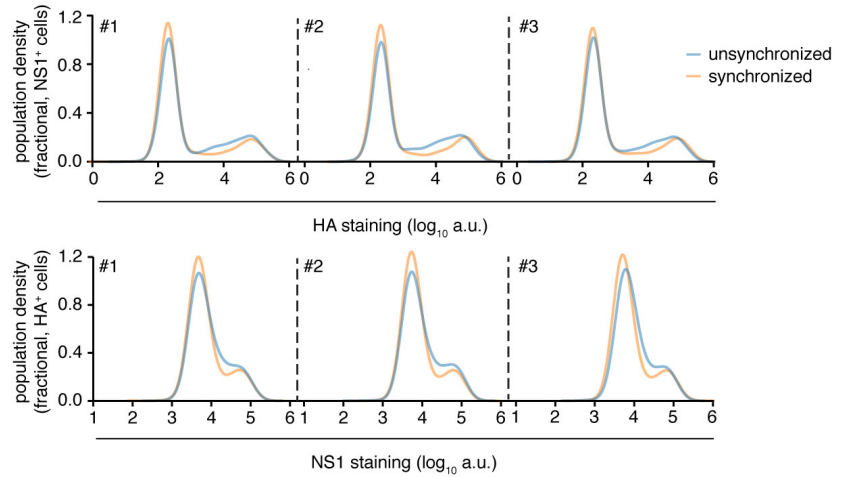 population density
(fractional, NS1⁺ cells)
1.2
0.8
0.4
0.0
#1
#2
#3
unsynchronized
synchronized
0 2 4 6 0 2 4 6 0 2 4 6
HA staining (log₁₀ a.u.)
population density
(fractional, HA⁺ cells)
1.2
0.8
0.4
0.0
#1
#2
#3
1 2 3 4 5 6 1 2 3 4 5 6 1 2 3 4 5 6
NS1 staining (log₁₀ a.u.)